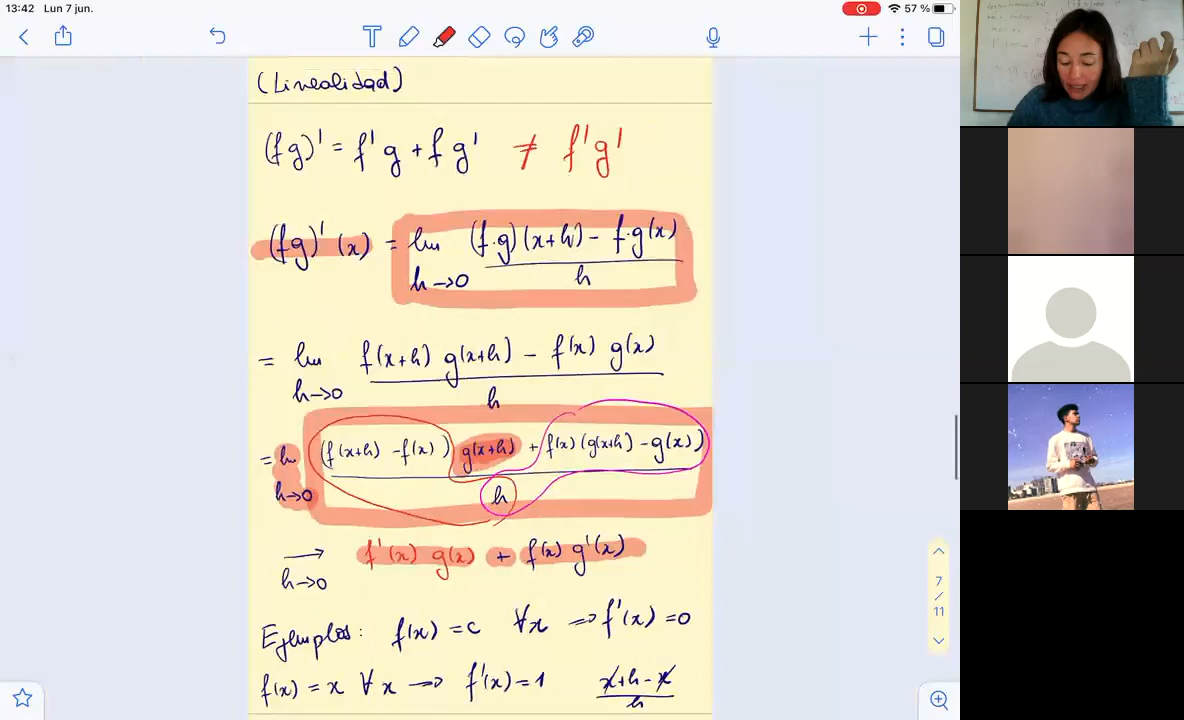 13:42 Lun 7 jun. 57 %
(Linealidad)
(fg)' = f'g + f g' ≠ f'g'
(fg)'(x) = lim h→0 (f·g)(x+h) - f·g(x) / h
= lim h→0 f(x+h) g(x+h) - f(x) g(x) / h
= lim h→0 (f(x+h) - f(x)) g(x+h) + f(x) (g(x+h) - g(x)) / h
→ h→0 f'(x) g(x) + f(x) g'(x)
Ejemplos: f(x) = c ∀x ⟹ f'(x) = 0
f(x) = x ∀x ⟹ f'(x) = 1 x+h-x / h
7
/
11